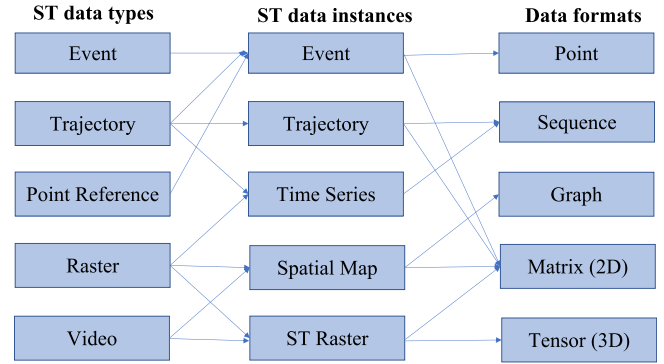 ST data types
ST data instances
Data formats
Event
Event
Point
Trajectory
Trajectory
Sequence
Point Reference
Time Series
Graph
Raster
Spatial Map
Matrix (2D)
Video
ST Raster
Tensor (3D)